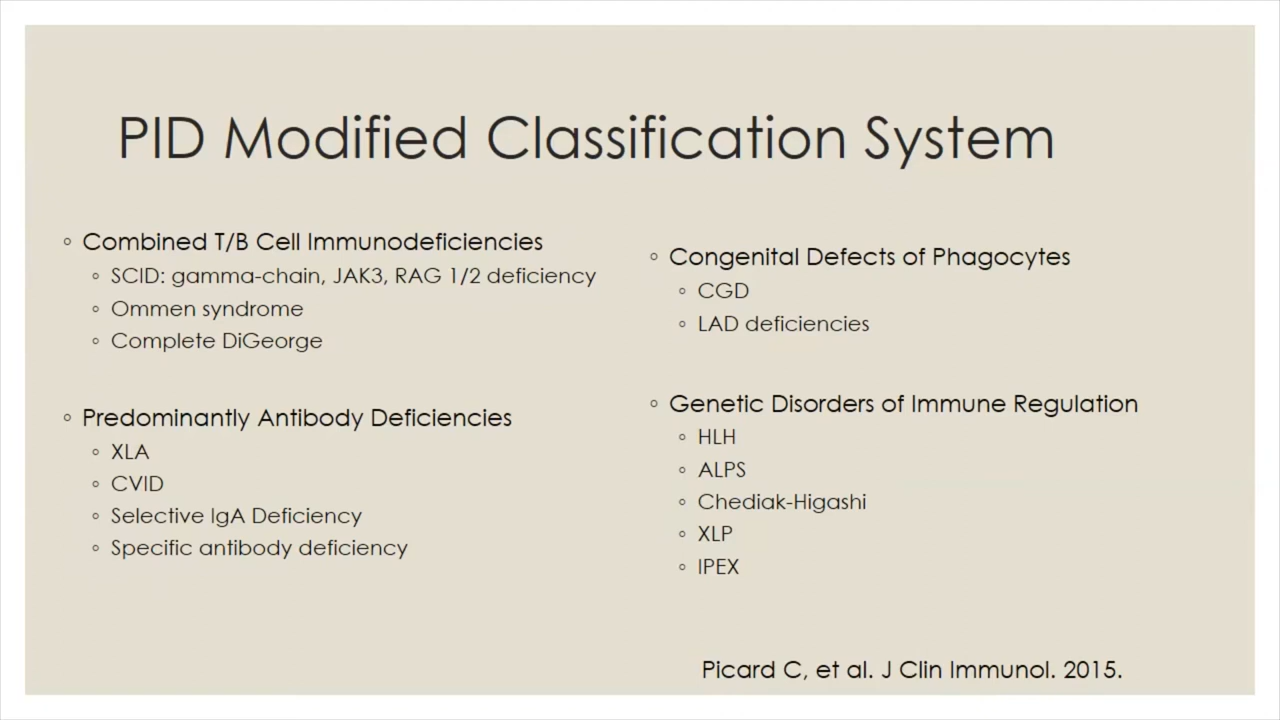 PID Modified Classification System
◦ Combined T/B Cell Immunodeficiencies
◦ SCID: gamma-chain, JAK3, RAG 1/2 deficiency
◦ Ommen syndrome
◦ Complete DiGeorge
◦ Predominantly Antibody Deficiencies
◦ XLA
◦ CVID
◦ Selective IgA Deficiency
◦ Specific antibody deficiency
◦ Congenital Defects of Phagocytes
◦ CGD
◦ LAD deficiencies
◦ Genetic Disorders of Immune Regulation
◦ HLH
◦ ALPS
◦ Chediak-Higashi
◦ XLP
◦ IPEX
Picard C, et al. J Clin Immunol. 2015.